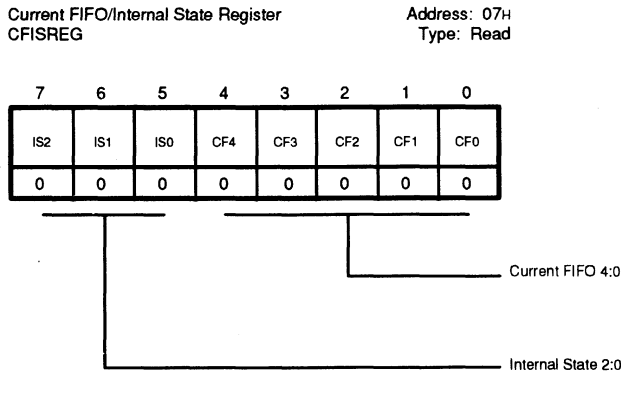 Current FIFO/Internal State Register Address: 07H
CFISREG Type: Read
7 6 5 4 3 2 1 0
IS2 IS1 IS0 CF4 CF3 CF2 CF1 CF0
0 0 0 0 0 0 0 0
Current FIFO 4:0
Internal State 2:0